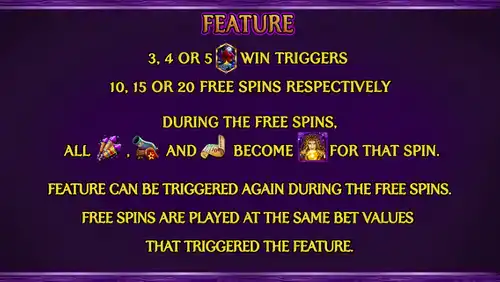 FEATURE
3, 4 OR 5 WIN TRIGGERS
10, 15 OR 20 FREE SPINS RESPECTIVELY
DURING THE FREE SPINS,
ALL , AND BECOME FOR THAT SPIN.
FEATURE CAN BE TRIGGERED AGAIN DURING THE FREE SPINS.
FREE SPINS ARE PLAYED AT THE SAME BET VALUES
THAT TRIGGERED THE FEATURE.